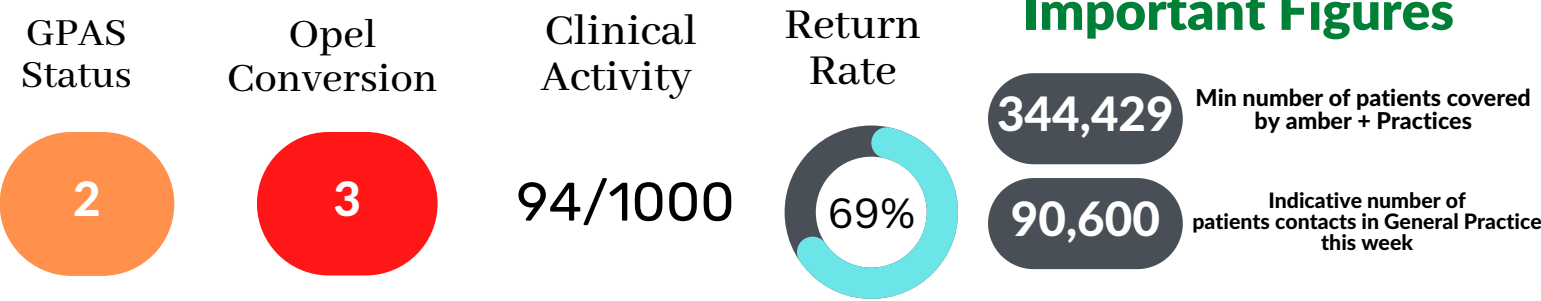 GPAS
Status
2
Opel
Conversion
3
Clinical
Activity
94/1000
Return
Rate
69%
Important Figures
344,429
Min number of patients covered
by amber + Practices
90,600
Indicative number of
patients contacts in General Practice
this week